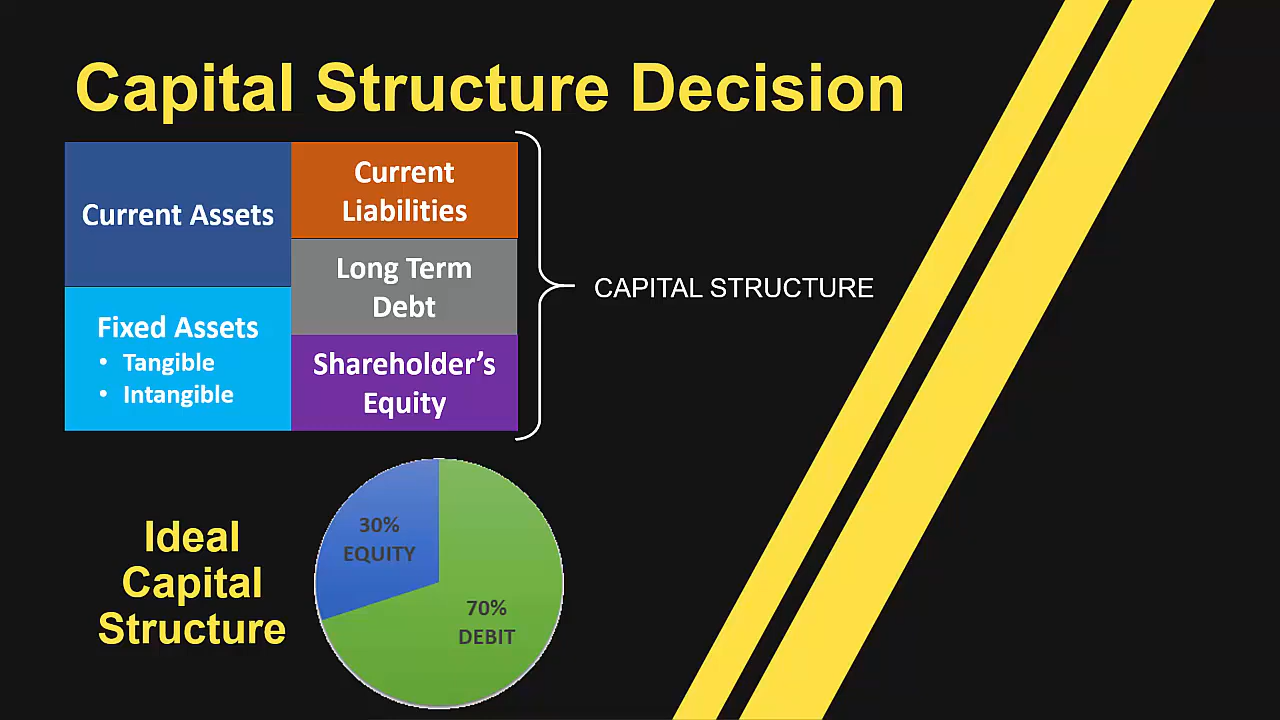 Capital Structure Decision
Current Assets
Current
Liabilities
Long Term
Debt
Fixed Assets
• Tangible
• Intangible
Shareholder’s
Equity
CAPITAL STRUCTURE
Ideal
Capital
Structure
30%
EQUITY
70%
DEBIT